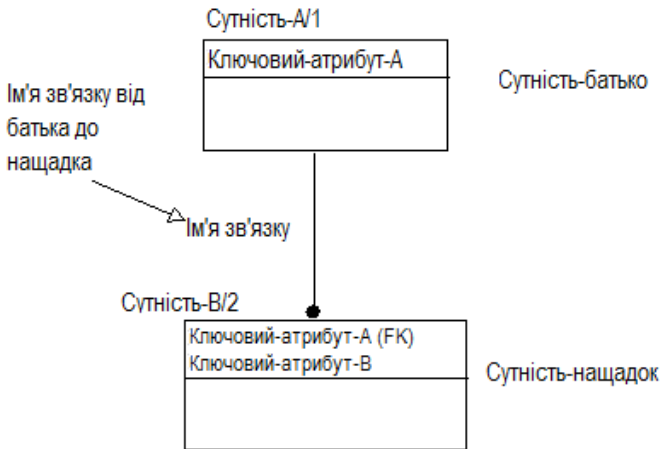 Сутність-А/1
Ключовий-атрибут-А
Сутність-батько
Ім'я зв'язку від
батька до
нащадка
Ім'я зв'язку
Сутність-В/2
Ключовий-атрибут-А (FK)
Ключовий-атрибут-В
Сутність-нащадок